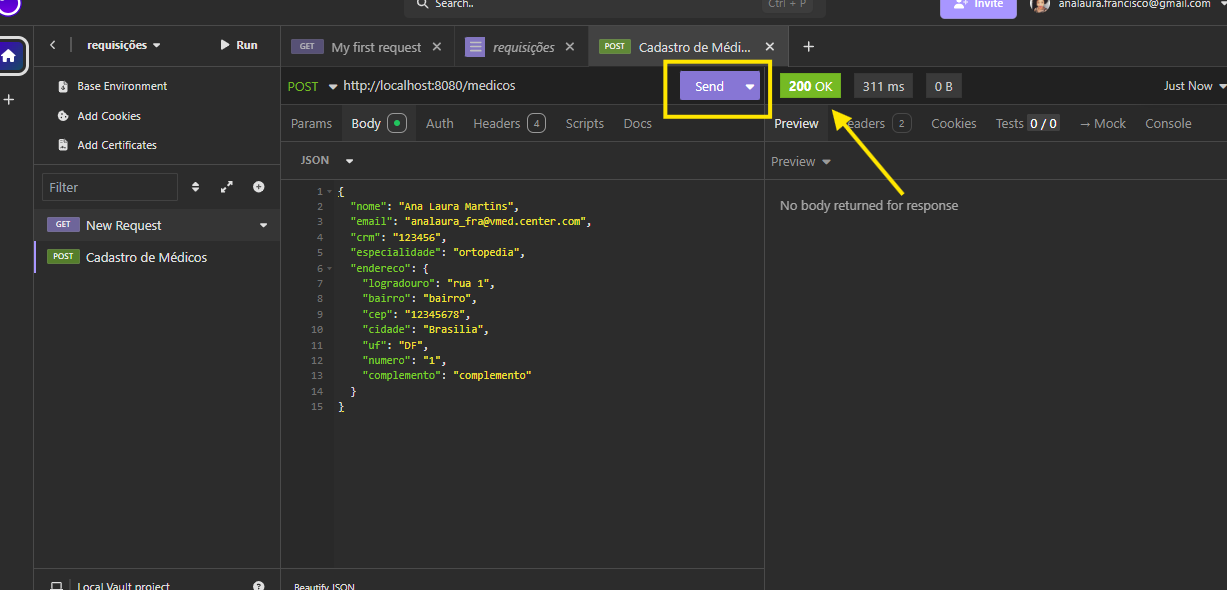 Search..
Ctrl + P
Invite
analaura.francisco@gmail.com
requisições
Run
GET My first request
requisições
POST Cadastro de Médi...
Base Environment
Add Cookies
Add Certificates
POST http://localhost:8080/medicos
Send
200 OK
311 ms
0 B
Just Now
Params
Body
Auth
Headers 4
Scripts
Docs
Preview
eaders 2
Cookies
Tests 0 / 0
→ Mock
Console
Filter
GET New Request
POST Cadastro de Médicos
JSON
Preview
No body returned for response
1 {
2 "nome": "Ana Laura Martins",
3 "email": "analaura_fra@vmed.center.com",
4 "crm": "123456",
5 "especialidade": "ortopedia",
6 "endereco": {
7 "logradouro": "rua 1",
8 "bairro": "bairro",
9 "cep": "12345678",
10 "cidade": "Brasilia",
11 "uf": "DF",
12 "numero": "1",
13 "complemento": "complemento"
14 }
15 }
Local Vault project
Beautify JSON